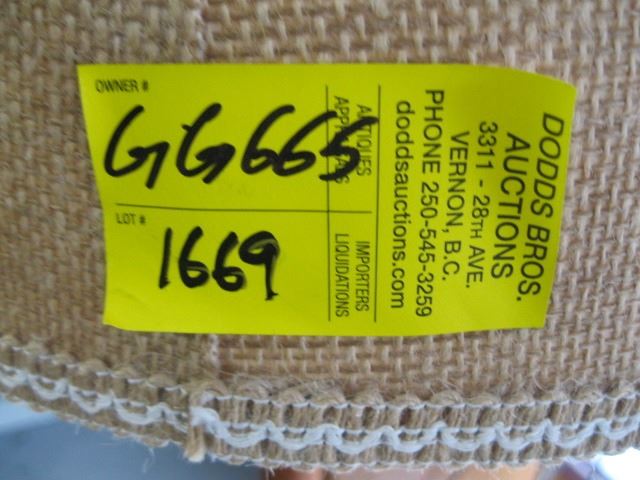 OWNER #
GG665
LOT #
1669
ANTIQUES
APPRAISALS
IMPORTERS
LIQUIDATIONS
DODDS BROS.
AUCTIONS
3311 - 28TH AVE.
VERNON, B.C.
PHONE 250-545-3259
doddsauctions.com